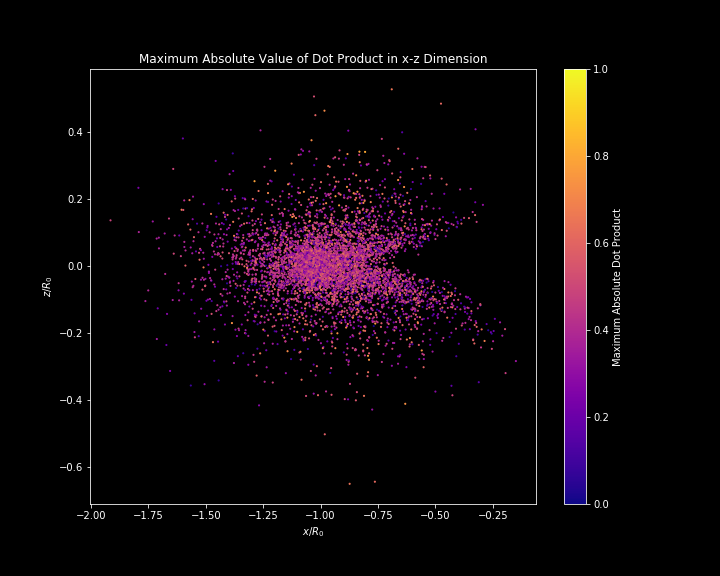 Maximum Absolute Value of Dot Product in x-z Dimension
1.0
0.8
0.6
0.4
0.2
0.0
Maximum Absolute Dot Product
0.4
0.2
0.0
−0.2
−0.4
−0.6
z/R₀
−2.00 −1.75 −1.50 −1.25 −1.00 −0.75 −0.50 −0.25
x/R₀